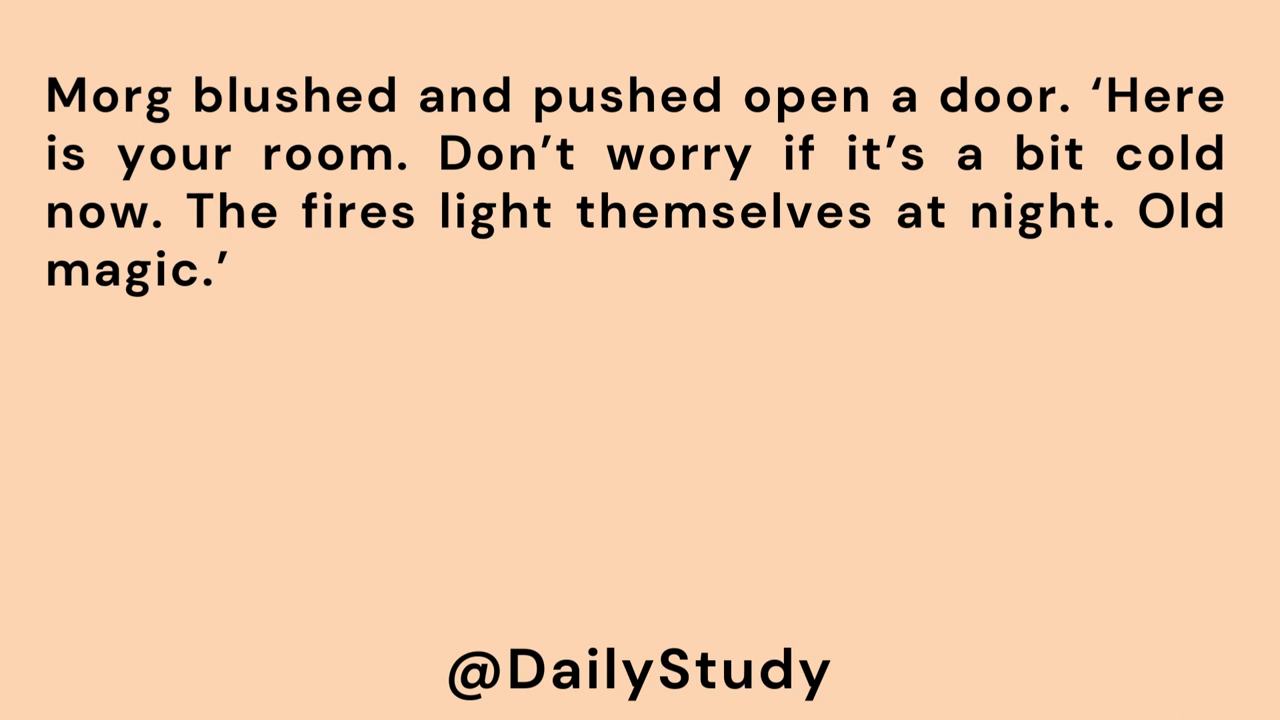 Morg blushed and pushed open a door. ‘Here
is your room. Don’t worry if it’s a bit cold
now. The fires light themselves at night. Old
magic.’
@DailyStudy